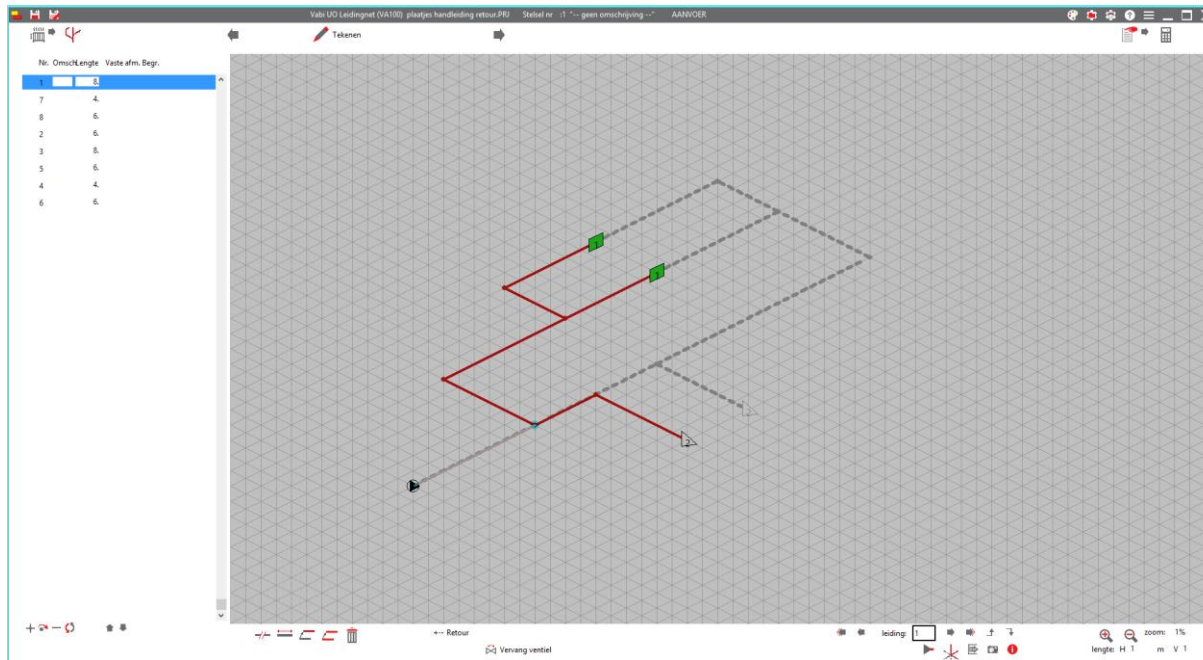 Vabi UO Leidingnet (VA100) plaatjes handleiding retour.PRJ Stelsel nr :1 "-- geen omschrijving --" AANVOER
Tekenen
Nr. Omsch Lengte Vaste afm. Begr.
1 8.
7 4.
8 6.
2 6.
3 8.
5 6.
4 4.
6 6.
1
3
2
Retour
leiding: 1
zoom: 1%
Vervang ventiel
lengte: H 1 m V 1